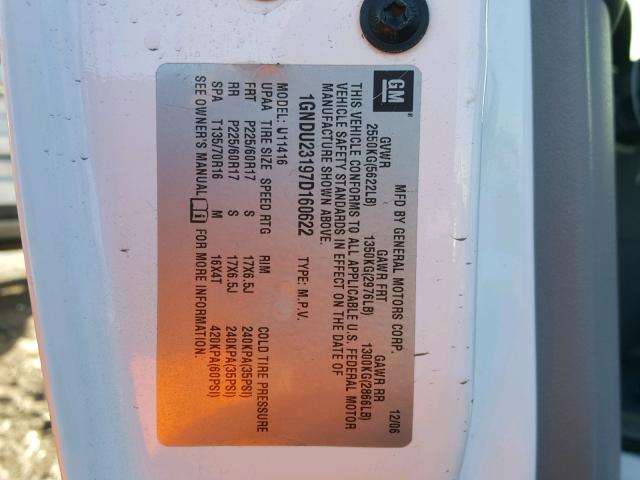 GM
MFD BY GENERAL MOTORS CORP. 12/06
GVWR GAWR FRT GAWR RR
2550KG(5622LB) 1350KG(2976LB) 1300KG(2866LB)
THIS VEHICLE CONFORMS TO ALL APPLICABLE U.S. FEDERAL MOTOR
VEHICLE SAFETY STANDARDS IN EFFECT ON THE DATE OF
MANUFACTURE SHOWN ABOVE.
1GNDU23197D160622 TYPE: M.P.V.
MODEL: U11416
UPAA TIRE SIZE SPEED RTG RIM COLD TIRE PRESSURE
FRT P225/60R17 S 17X6.5J 240KPA(35PSI)
RR P225/60R17 S 17X6.5J 240KPA(35PSI)
SPA T135/70R16 M 16X4T 420KPA(60PSI)
SEE OWNER'S MANUAL FOR MORE INFORMATION.